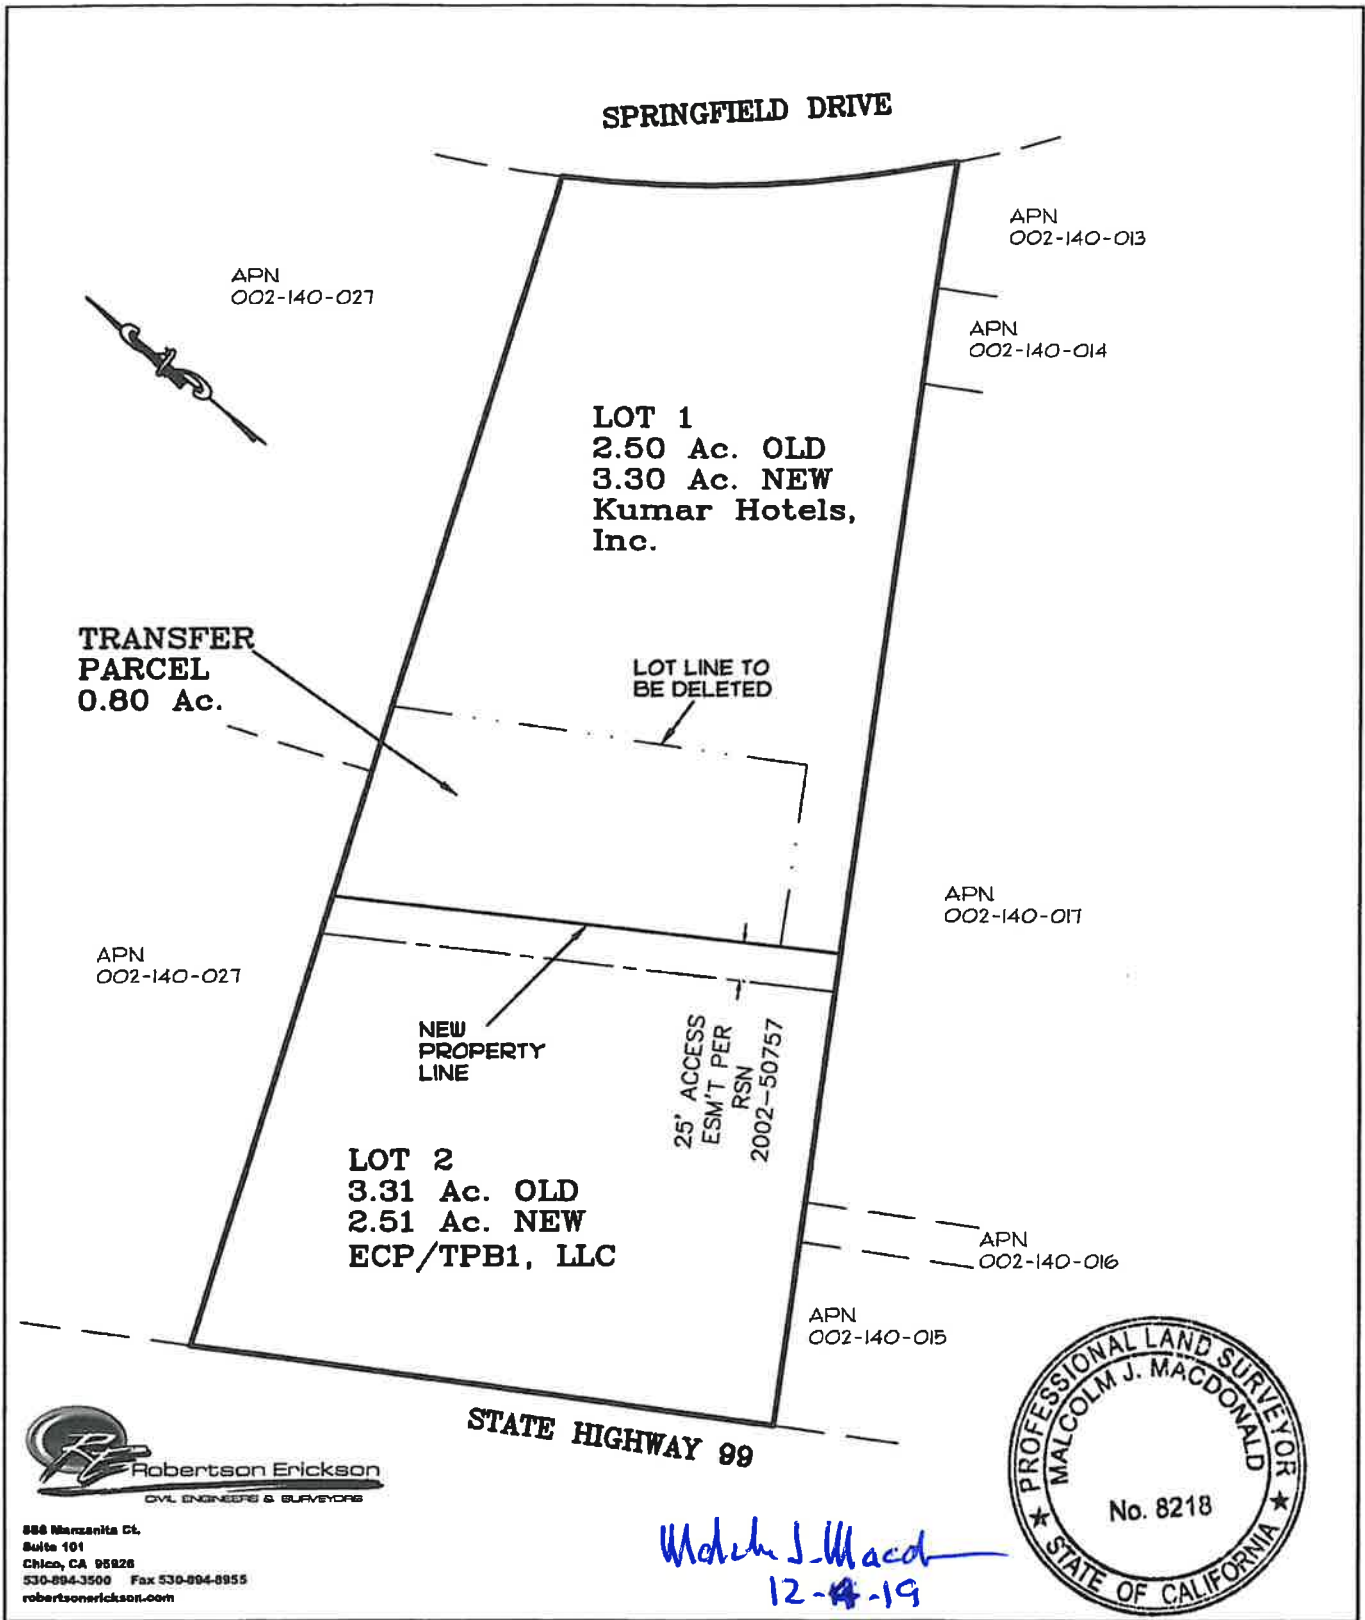 SPRINGFIELD DRIVE
APN
002-140-013
APN
002-140-027
APN
002-140-014
LOT 1
2.50 Ac. OLD
3.30 Ac. NEW
Kumar Hotels,
Inc.
TRANSFER
PARCEL
0.80 Ac.
LOT LINE TO
BE DELETED
APN
002-140-017
APN
002-140-027
NEW
PROPERTY
LINE
25' ACCESS
ESM'T PER
RSN
2002-50757
LOT 2
3.31 Ac. OLD
2.51 Ac. NEW
ECP/TPB1, LLC
APN
002-140-016
APN
002-140-015
STATE HIGHWAY 99
RE
Robertson Erickson
CIVIL ENGINEERS & SURVEYORS
888 Manzanita Ct.
Suite 101
Chico, CA 95926
530-894-3500 Fax 530-894-8955
robertsonerickson.com
PROFESSIONAL LAND SURVEYOR
MALCOLM J. MACDONALD
No. 8218
STATE OF CALIFORNIA
12- -19